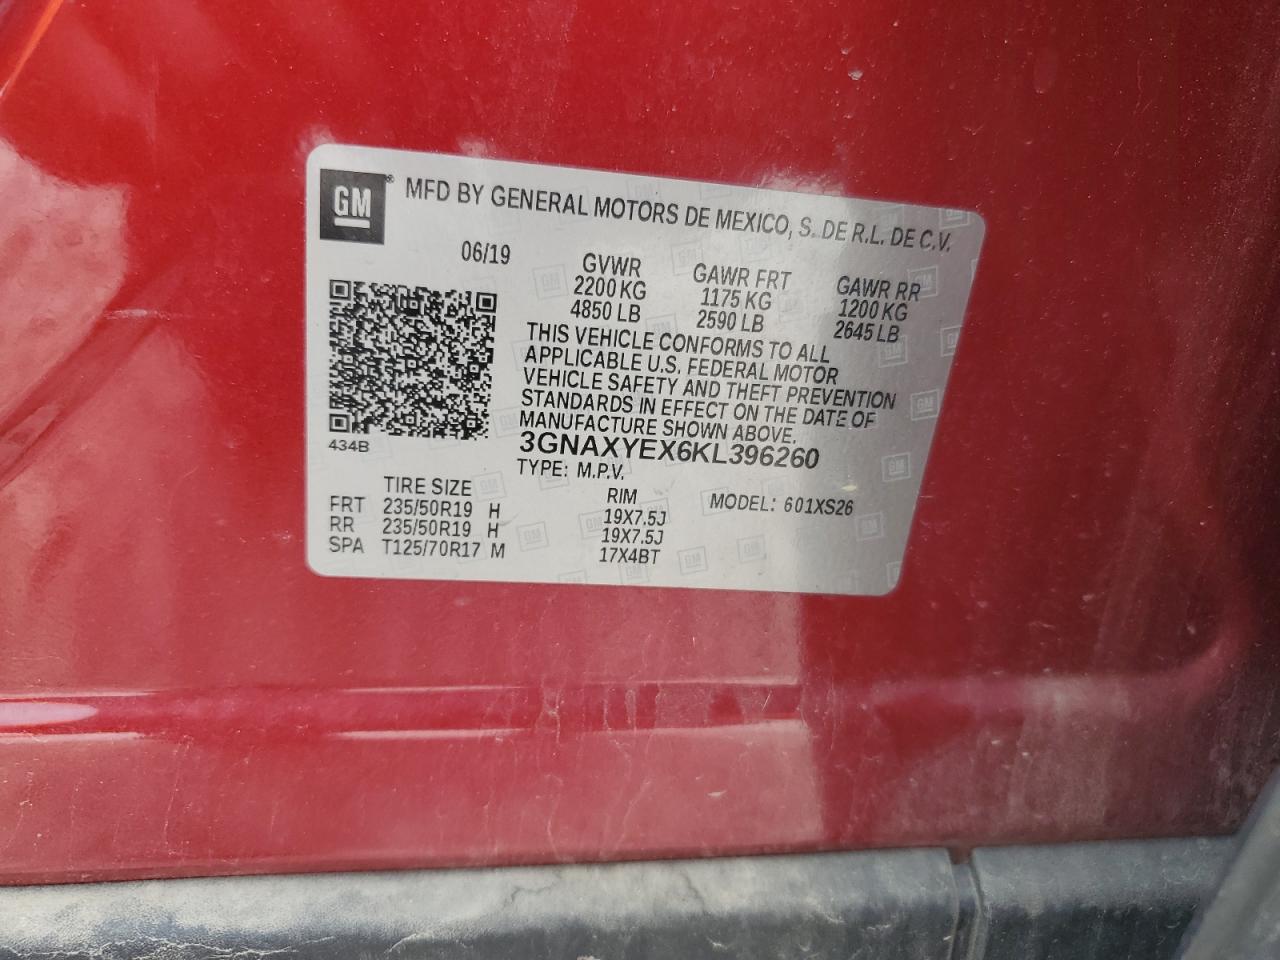 GM® MFD BY GENERAL MOTORS DE MEXICO, S. DE R.L. DE C.V.
06/19
GVWR
2200 KG
4850 LB
GAWR FRT
1175 KG
2590 LB
GAWR RR
1200 KG
2645 LB
THIS VEHICLE CONFORMS TO ALL
APPLICABLE U.S. FEDERAL MOTOR
VEHICLE SAFETY AND THEFT PREVENTION
STANDARDS IN EFFECT ON THE DATE OF
MANUFACTURE SHOWN ABOVE.
434B
3GNAXYEX6KL396260
TYPE: M.P.V.
MODEL: 601XS26
TIRE SIZE RIM
FRT 235/50R19 H 19X7.5J
RR 235/50R19 H 19X7.5J
SPA T125/70R17 M 17X4BT